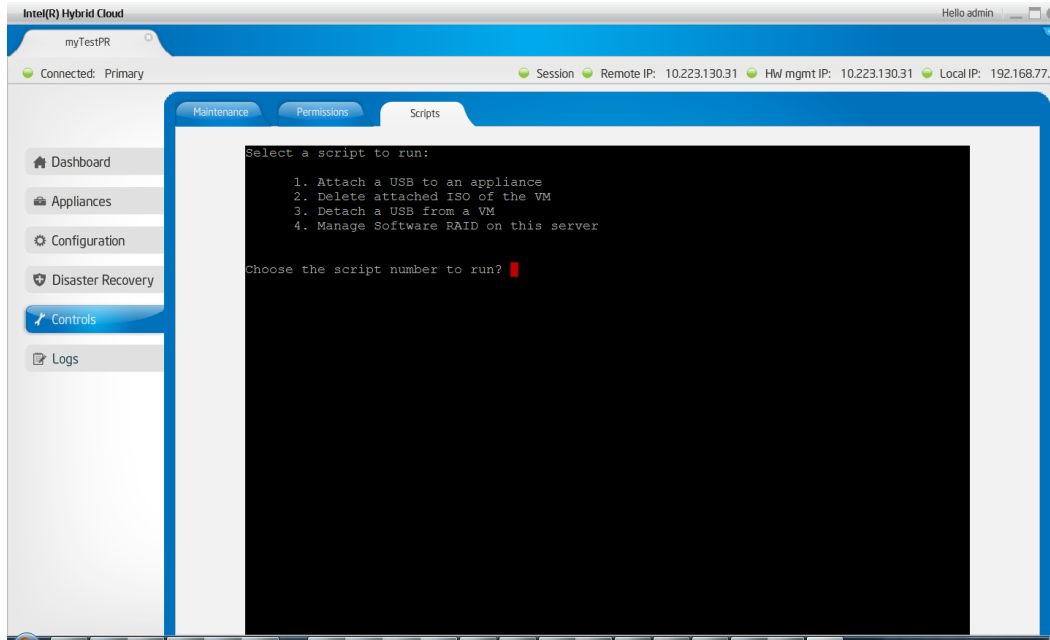 Intel(R) Hybrid Cloud
Hello admin
myTestPR
Connected: Primary
Session
Remote IP: 10.223.130.31
HW mgmt IP: 10.223.130.31
Local IP: 192.168.77.
Maintenance
Permissions
Scripts
Dashboard
Appliances
Configuration
Disaster Recovery
Controls
Logs
Select a script to run:
1. Attach a USB to an appliance
2. Delete attached ISO of the VM
3. Detach a USB from a VM
4. Manage Software RAID on this server
Choose the script number to run?